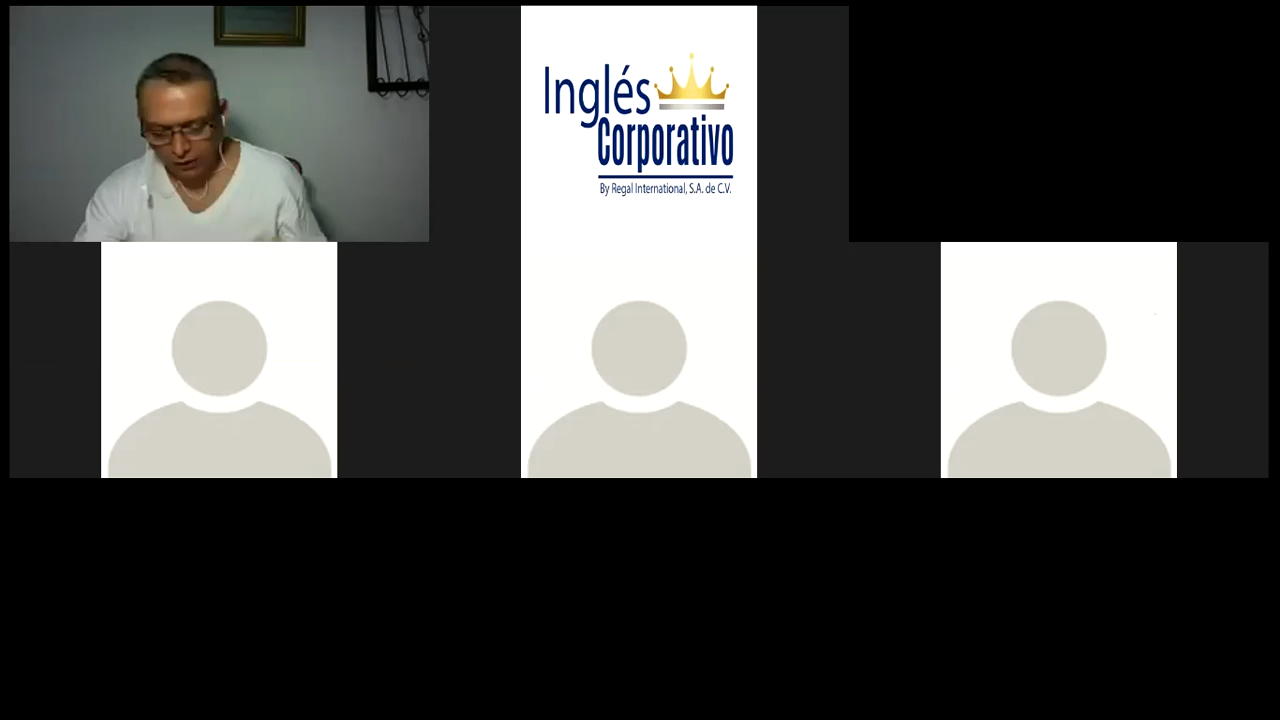 Inglés
Corporativo
By Regal International, S.A. de C.V.